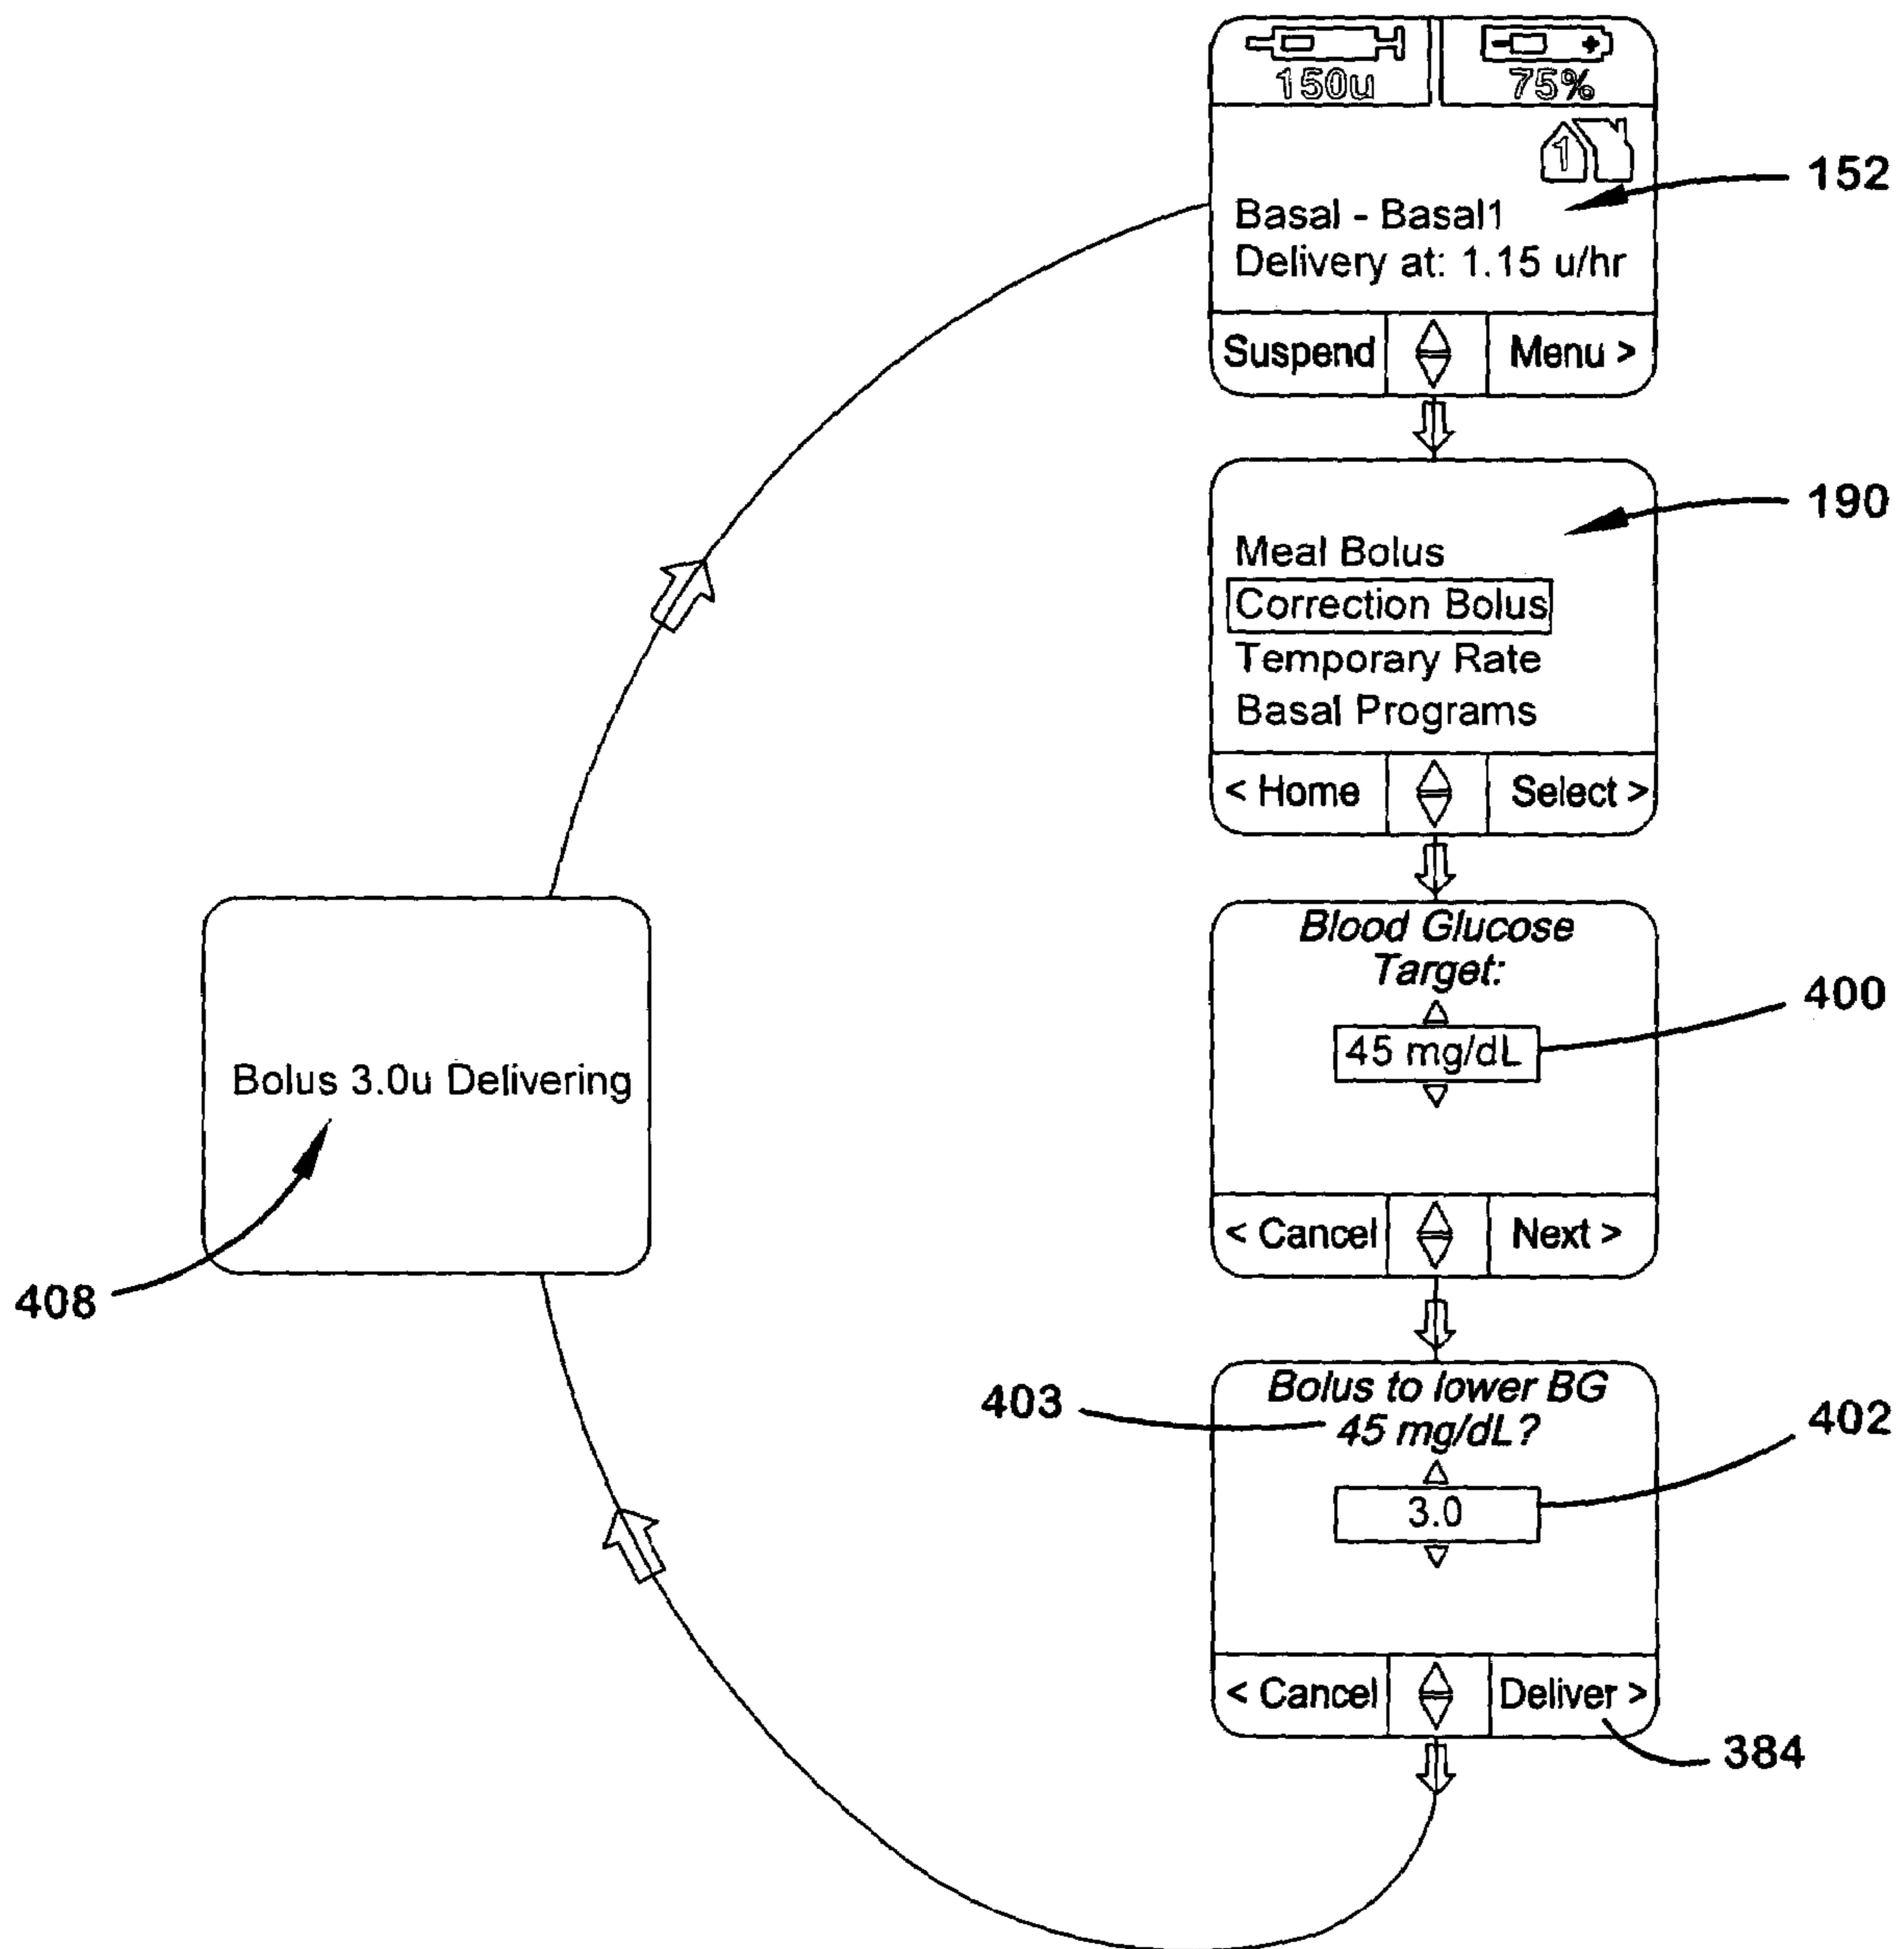 150u
75%
1
152
Basal - Basal1
Delivery at: 1.15 u/hr
Suspend
Menu >
190
Meal Bolus
Correction Bolus
Temporary Rate
Basal Programs
< Home
Select >
Blood Glucose
Target:
400
45 mg/dL
Bolus 3.0u Delivering
408
< Cancel
Next >
403
Bolus to lower BG
45 mg/dL?
402
3.0
< Cancel
Deliver >
384